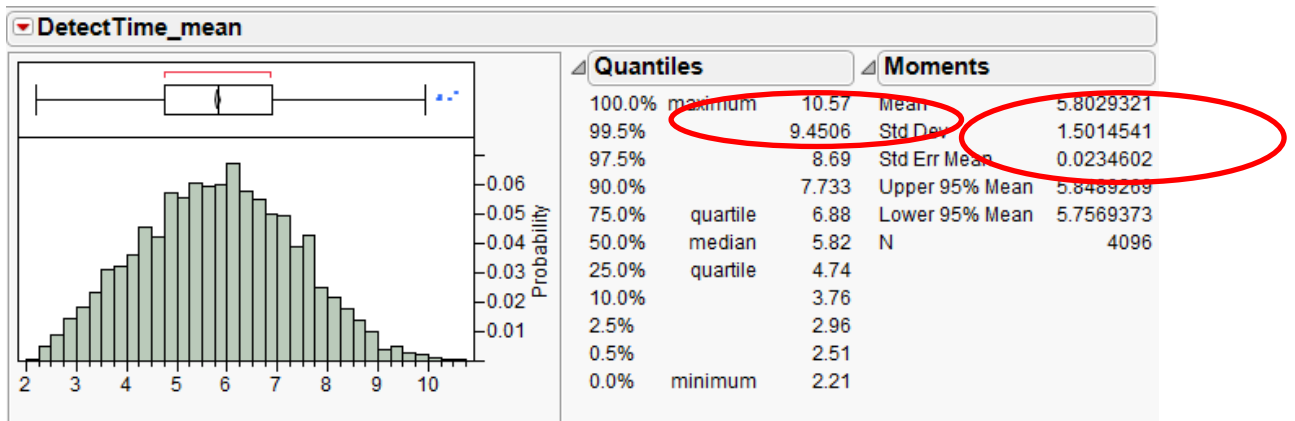 DetectTime_mean
0.06
0.05
0.04
0.03
0.02
0.01
Probability
2 3 4 5 6 7 8 9 10
Quantiles
100.0% maximum 10.57
99.5% 9.4506
97.5% 8.69
90.0% 7.733
75.0% quartile 6.88
50.0% median 5.82
25.0% quartile 4.74
10.0% 3.76
2.5% 2.96
0.5% 2.51
0.0% minimum 2.21
Moments
Mean 5.8029321
Std Dev 1.5014541
Std Err Mean 0.0234602
Upper 95% Mean 5.8489269
Lower 95% Mean 5.7569373
N 4096